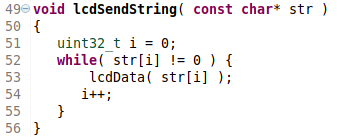 49 void lcdSendString( const char* str )
50 {
51    uint32_t i = 0;
52    while( str[i] != 0 ) {
53        lcdData( str[i] );
54       i++;
55    }
56 }